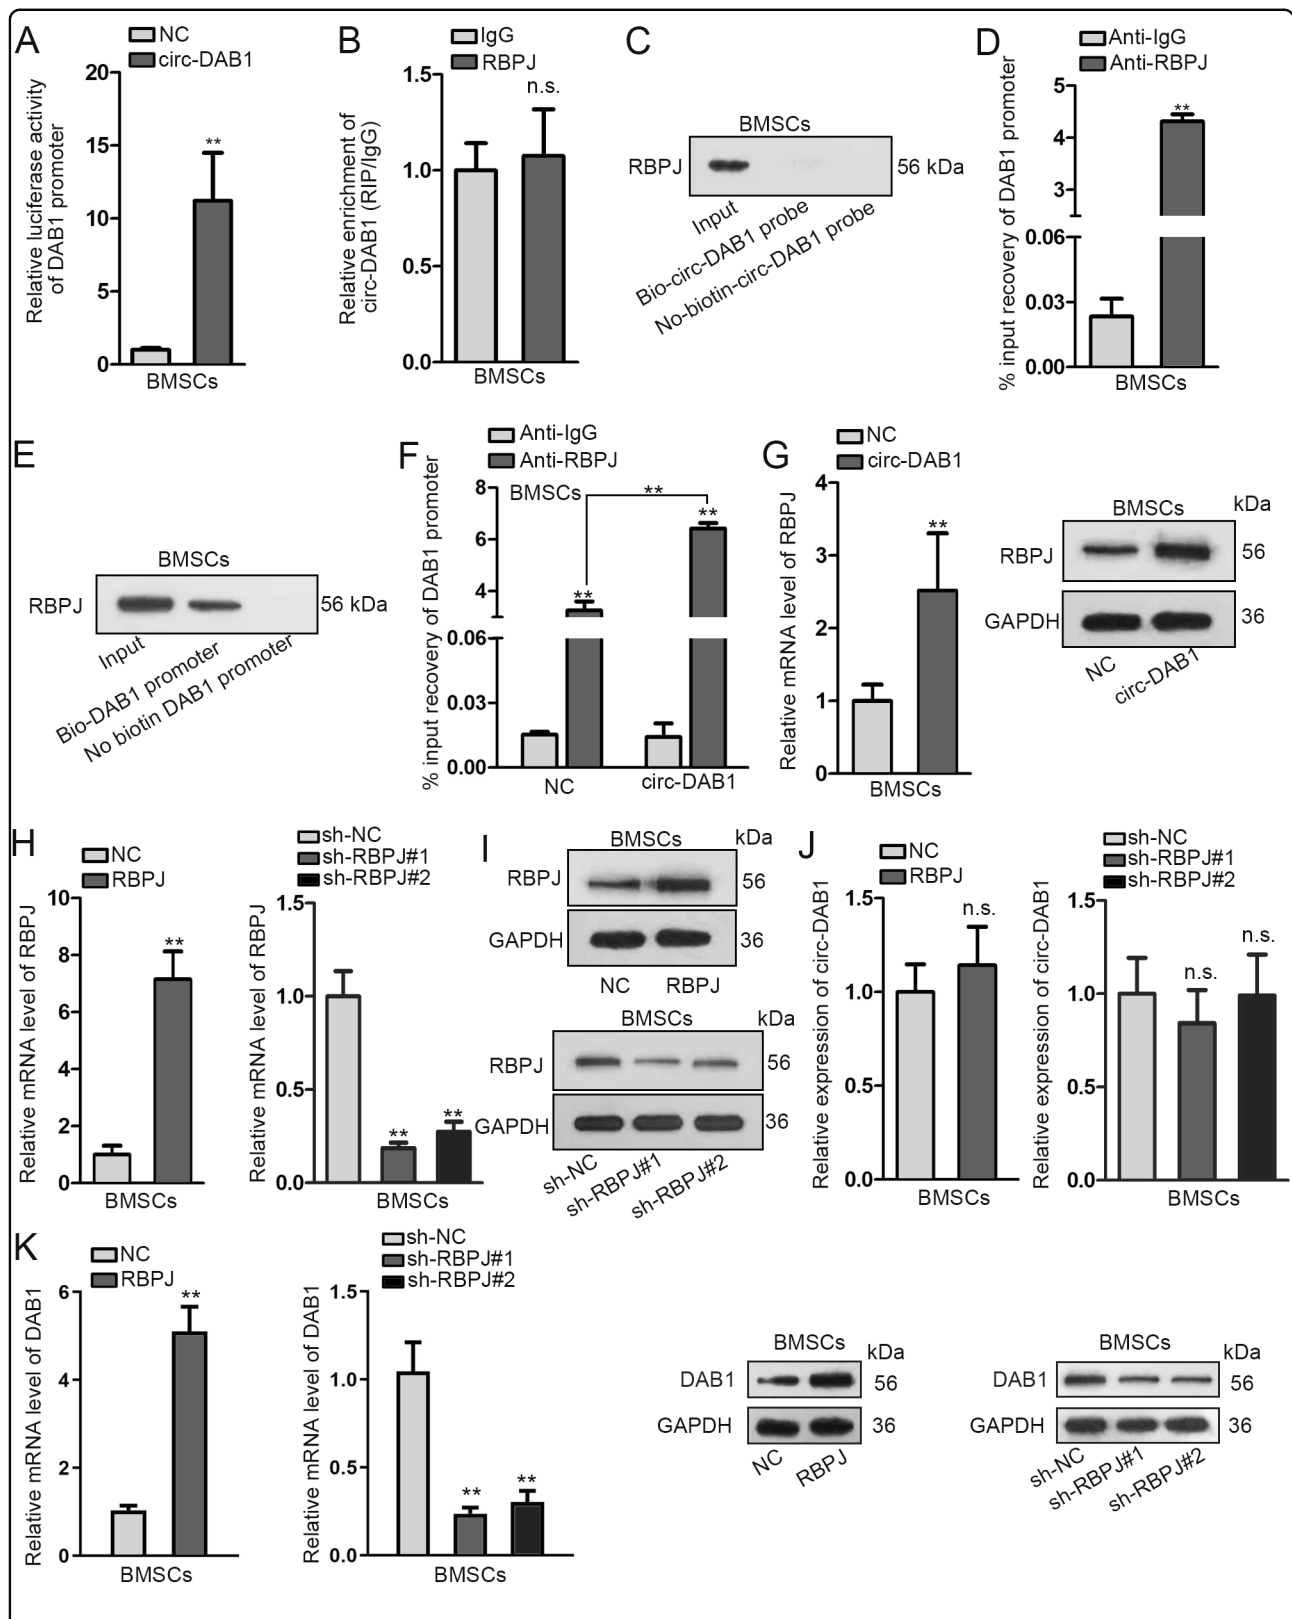 A
NC
circ-DAB1
Relative luciferase activity
of DAB1 promoter
20
15
10
5
0
**
BMSCs
B
IgG
RBPJ
Relative enrichment of
circ-DAB1 (RIP/IgG)
1.5
1.0
0.5
0.0
n.s.
BMSCs
C
BMSCs
RBPJ
56 kDa
Input
Bio-circ-DAB1 probe
No-biotin-circ-DAB1 probe
D
Anti-IgG
Anti-RBPJ
% input recovery of DAB1 promoter
5
4
3
0.06
0.03
0.00
**
BMSCs
E
BMSCs
RBPJ
56 kDa
Input
Bio-DAB1 promoter
No biotin DAB1 promoter
F
Anti-IgG
Anti-RBPJ
% input recovery of DAB1 promoter
8
6
4
0.06
0.03
0.00
BMSCs
**
**
**
NC
circ-DAB1
G
NC
circ-DAB1
Relative mRNA level of RBPJ
4
3
2
1
0
**
BMSCs
BMSCs
kDa
RBPJ
56
GAPDH
36
NC
circ-DAB1
H
NC
RBPJ
Relative mRNA level of RBPJ
10
8
6
4
2
0
**
BMSCs
sh-NC
sh-RBPJ#1
sh-RBPJ#2
Relative mRNA level of RBPJ
1.5
1.0
0.5
0.0
**
**
BMSCs
I
BMSCs
kDa
RBPJ
56
GAPDH
36
NC
RBPJ
BMSCs
kDa
RBPJ
56
GAPDH
36
sh-NC
sh-RBPJ#1
sh-RBPJ#2
J
NC
RBPJ
Relative expression of circ-DAB1
1.5
1.0
0.5
0.0
n.s.
BMSCs
sh-NC
sh-RBPJ#1
sh-RBPJ#2
Relative expression of circ-DAB1
1.5
1.0
0.5
0.0
n.s.
n.s.
BMSCs
K
NC
RBPJ
Relative mRNA level of DAB1
6
4
2
0
**
BMSCs
sh-NC
sh-RBPJ#1
sh-RBPJ#2
Relative mRNA level of DAB1
1.5
1.0
0.5
0.0
**
**
BMSCs
BMSCs
kDa
DAB1
56
GAPDH
36
NC
RBPJ
BMSCs
kDa
DAB1
56
GAPDH
36
sh-NC
sh-RBPJ#1
sh-RBPJ#2